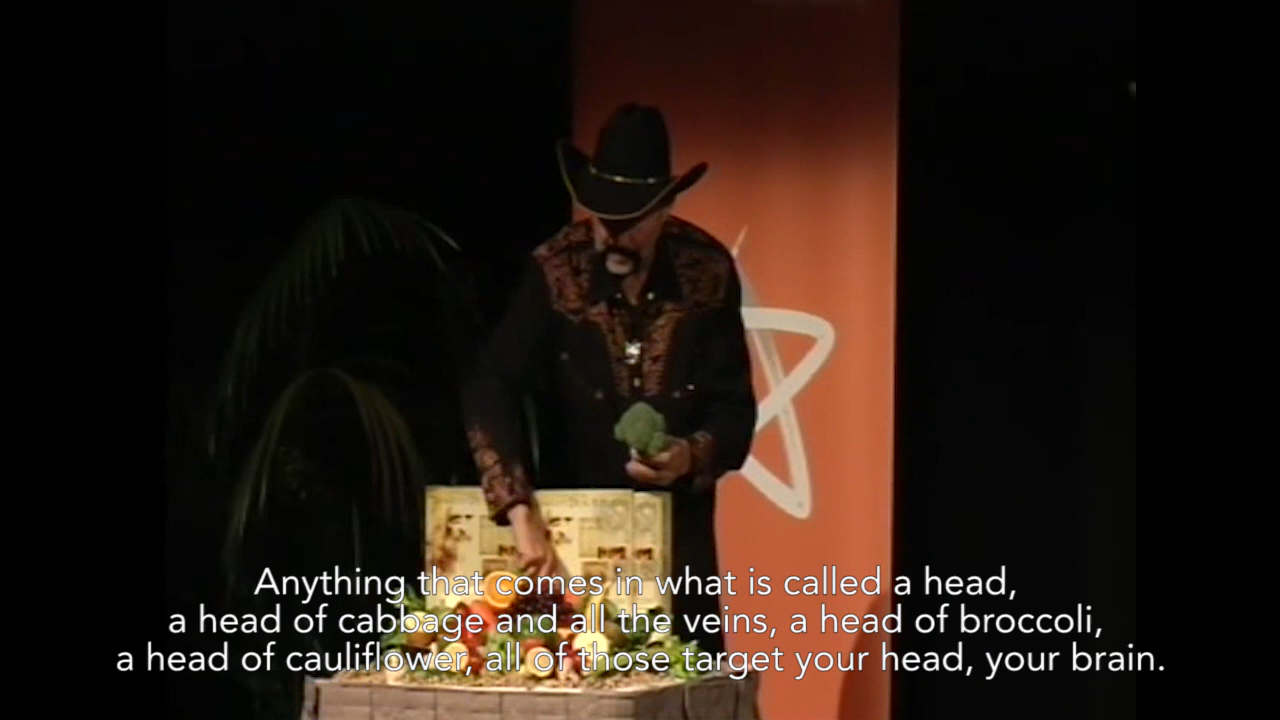 Anything that comes in what is called a head,
a head of cabbage and all the veins, a head of broccoli,
a head of cauliflower, all of those target your head, your brain.